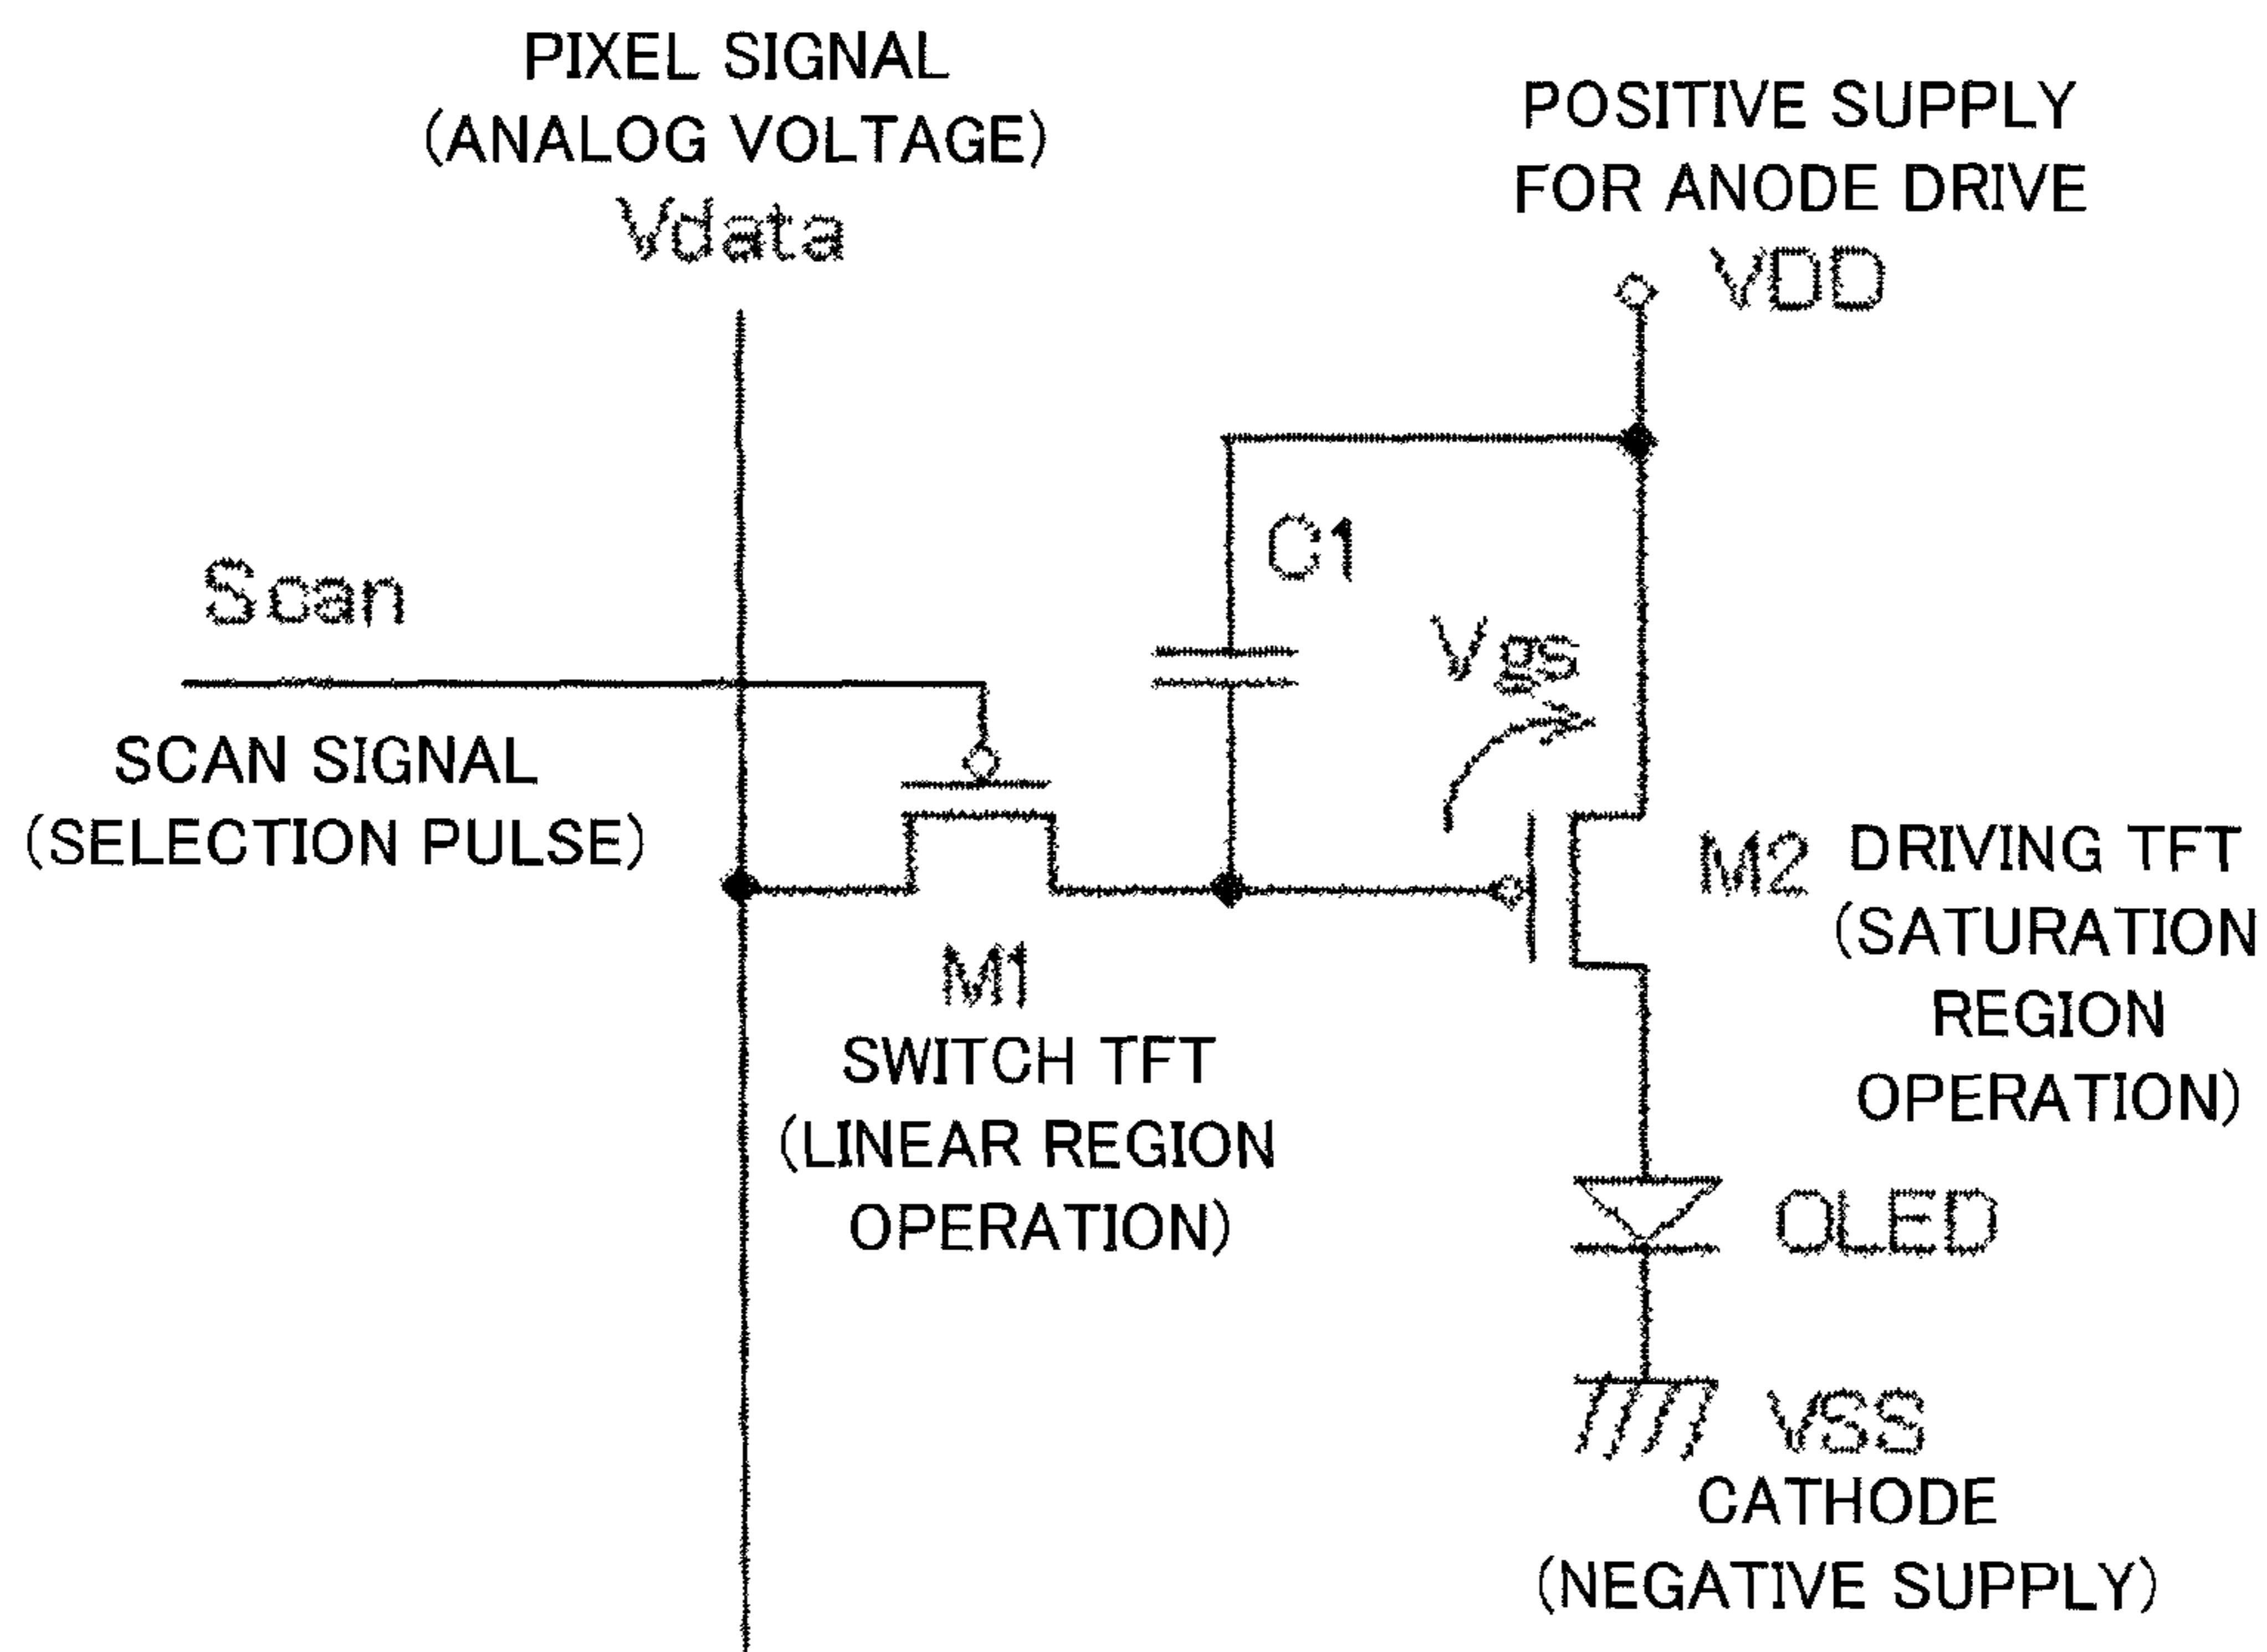 PIXEL SIGNAL
(ANALOG VOLTAGE)
Vdata
POSITIVE SUPPLY
FOR ANODE DRIVE
VDD
C1
Vgs
Scan
SCAN SIGNAL
(SELECTION PULSE)
M1
SWITCH TFT
(LINEAR REGION
OPERATION)
M2 DRIVING TFT
(SATURATION
REGION
OPERATION)
OLED
VSS
CATHODE
(NEGATIVE SUPPLY)